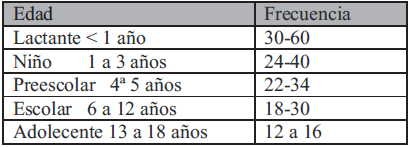 Edad Frecuencia
Lactante < 1 año 30-60
Niño 1 a 3 años 24-40
Preescolar 4ª 5 años 22-34
Escolar 6 a 12 años 18-30
Adolecente 13 a 18 años 12 a 16